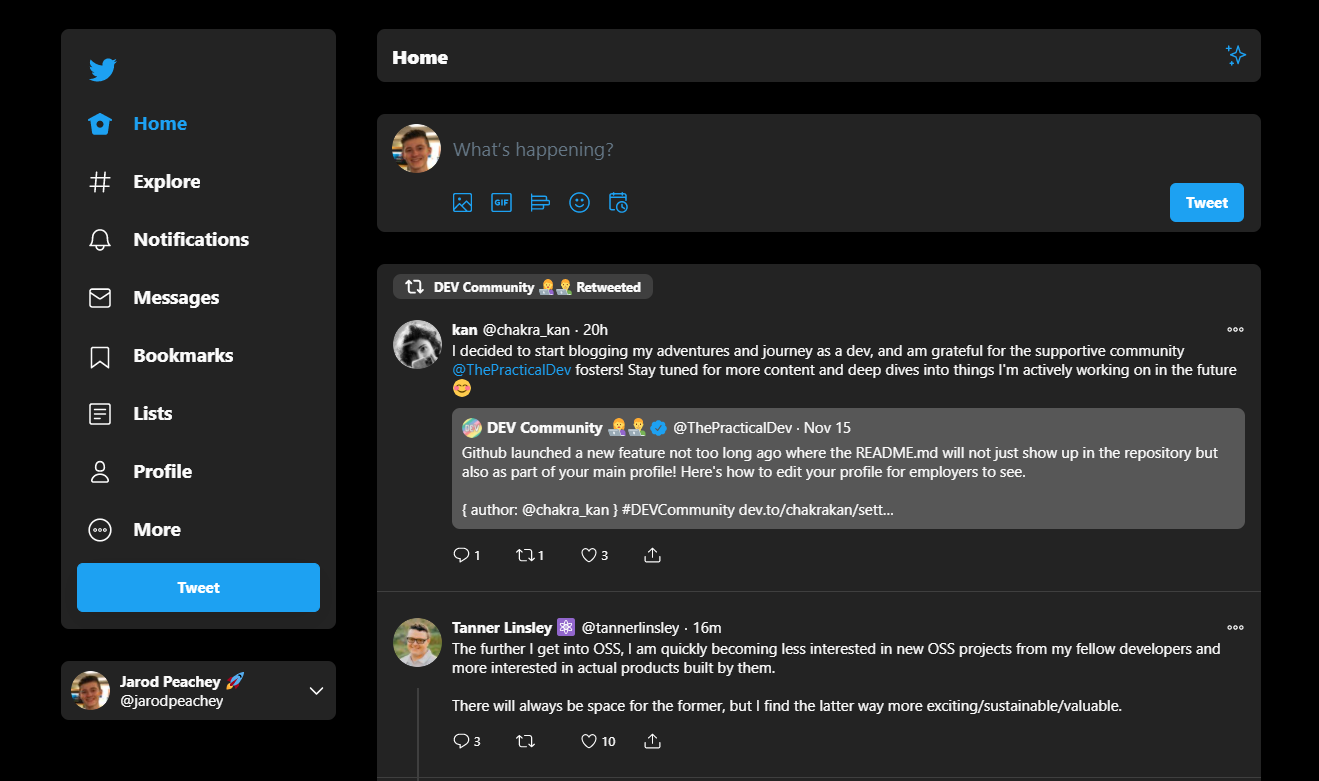 Home
Explore
Notifications
Messages
Bookmarks
Lists
Profile
More
Tweet
Jarod Peachey 🚀
@jarodpeachey
Home
What's happening?
GIF
Tweet
DEV Community 👩‍💻👨‍💻 Retweeted
kan @chakra_kan · 20h
I decided to start blogging my adventures and journey as a dev, and am grateful for the supportive community
@ThePracticalDev fosters! Stay tuned for more content and deep dives into things I'm actively working on in the future
😊
DEV
DEV Community 👩‍💻👨‍💻 @ThePracticalDev · Nov 15
Github launched a new feature not too long ago where the README.md will not just show up in the repository but
also as part of your main profile! Here's how to edit your profile for employers to see.
{ author: @chakra_kan } #DEVCommunity dev.to/chakrakan/sett...
1 1 3
Tanner Linsley ⚛ @tannerlinsley · 16m
The further I get into OSS, I am quickly becoming less interested in new OSS projects from my fellow developers and
more interested in actual products built by them.
There will always be space for the former, but I find the latter way more exciting/sustainable/valuable.
3 10